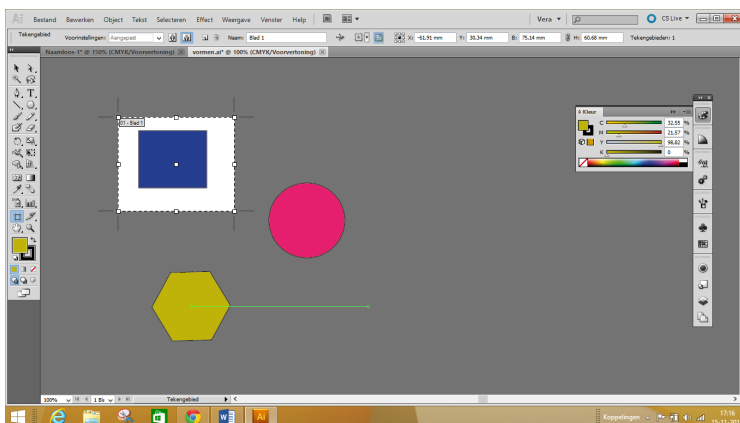 Ai Bestand Bewerken Object Tekst Selecteren Effect Weergave Venster Help Br Vera CS Live
Tekengebied Voorinstellingen: Aangepast Naam: Blad 1 X: -61.91 mm Y: 30.34 mm B: 75.14 mm H: 60.68 mm Tekengebieden: 1
Naamloos-1* @ 150% (CMYK/Voorvertoning) vormen.ai* @ 100% (CMYK/Voorvertoning)
01 - Blad 1
Kleur
C 32,55 %
M 21,57 %
Y 98,82 %
K 0 %
100% 1 Tekengebied
Ai
Koppelingen 17:16